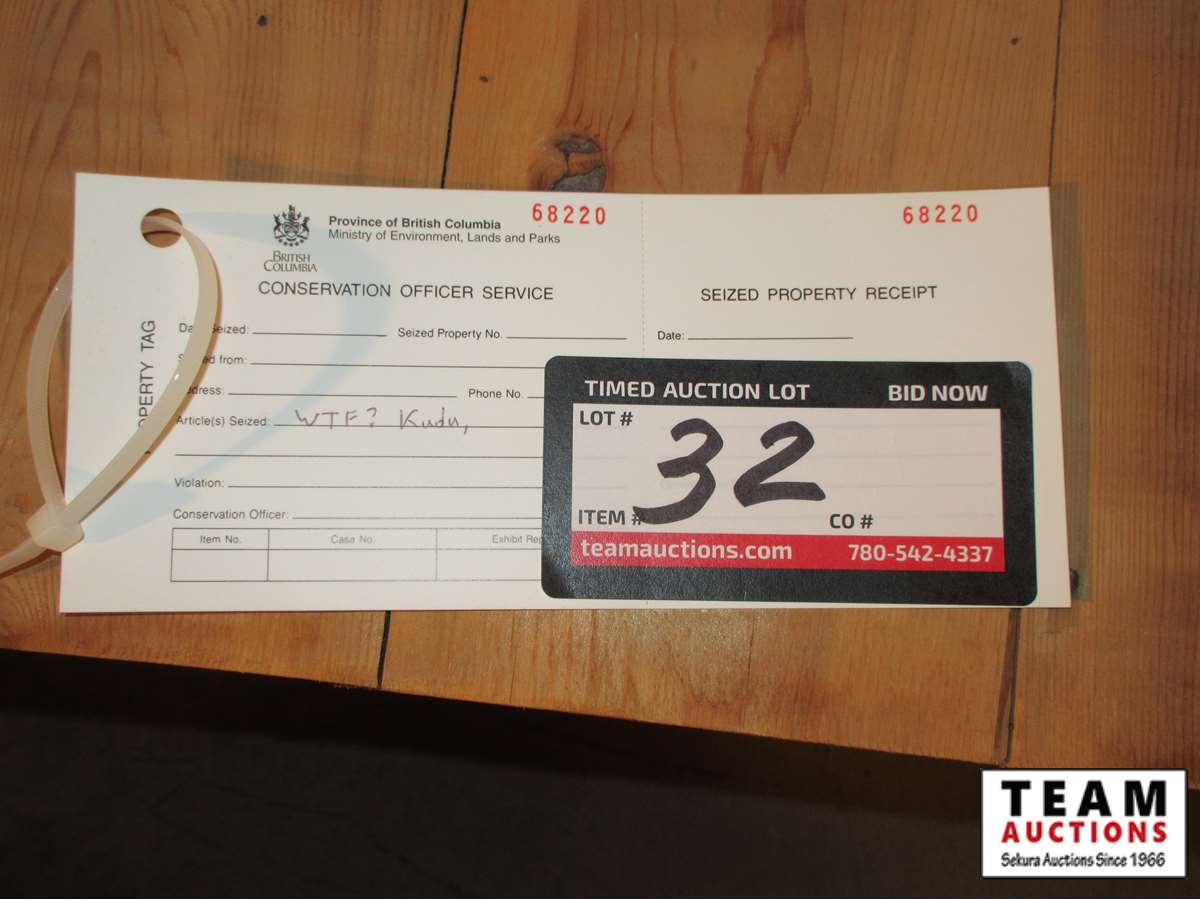 Province of British Columbia 68220
Ministry of Environment, Lands and Parks
BRITISH
COLUMBIA
CONSERVATION OFFICER SERVICE
PROPERTY TAG
Seized: Seized Property No.
from:
Phone No.
Article(s) Seized: WTF? Kudu,
Violation:
Conservation Officer:
Item No. Case No. Exhibit
68220
SEIZED PROPERTY RECEIPT
Date:
TIMED AUCTION LOT BID NOW
LOT # 32
ITEM # CO #
teamauctions.com 780-542-4337
TEAM
AUCTIONS
Sekura Auctions Since 1966